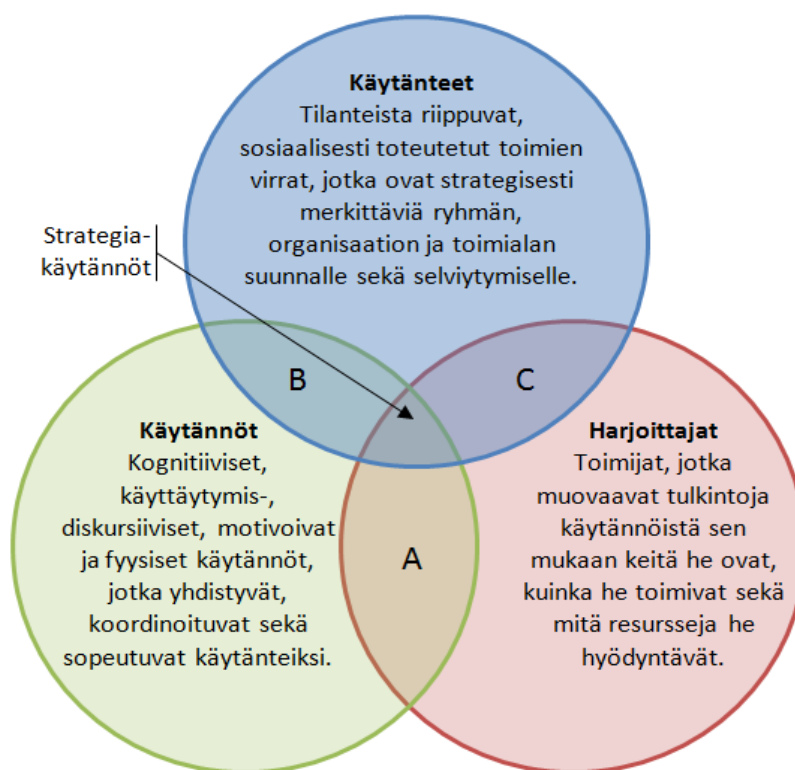 Käytänteet
Tilanteista riippuvat,
sosiaalisesti toteutetut toimien
virrat, jotka ovat strategisesti
merkittäviä ryhmän,
organisaation ja toimialan
suunnalle sekä selviytymiselle.
Strategia-
käytännöt
B
C
Käytännöt
Kognitiiviset,
käyttäytymis-,
diskursiiviset, motivoivat
ja fyysiset käytännöt,
jotka yhdistyvät,
koordinoituvat sekä
sopeutuvat käytänteiksi.
A
Harjoittajat
Toimijat, jotka
muovaavat tulkintoja
käytännöistä sen
mukaan keitä he ovat,
kuinka he toimivat sekä
mitä resursseja he
hyödyntävät.